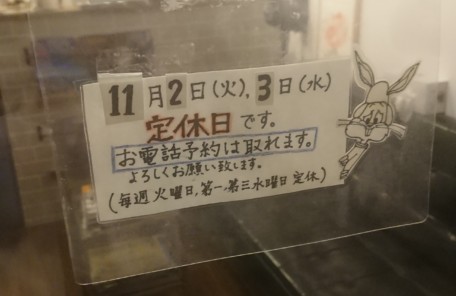 11月2日(火),3日(水)
定休日です。
お電話予約は取れます。
よろしくお願い致します。
(毎週火曜日,第一第三水曜日定休)